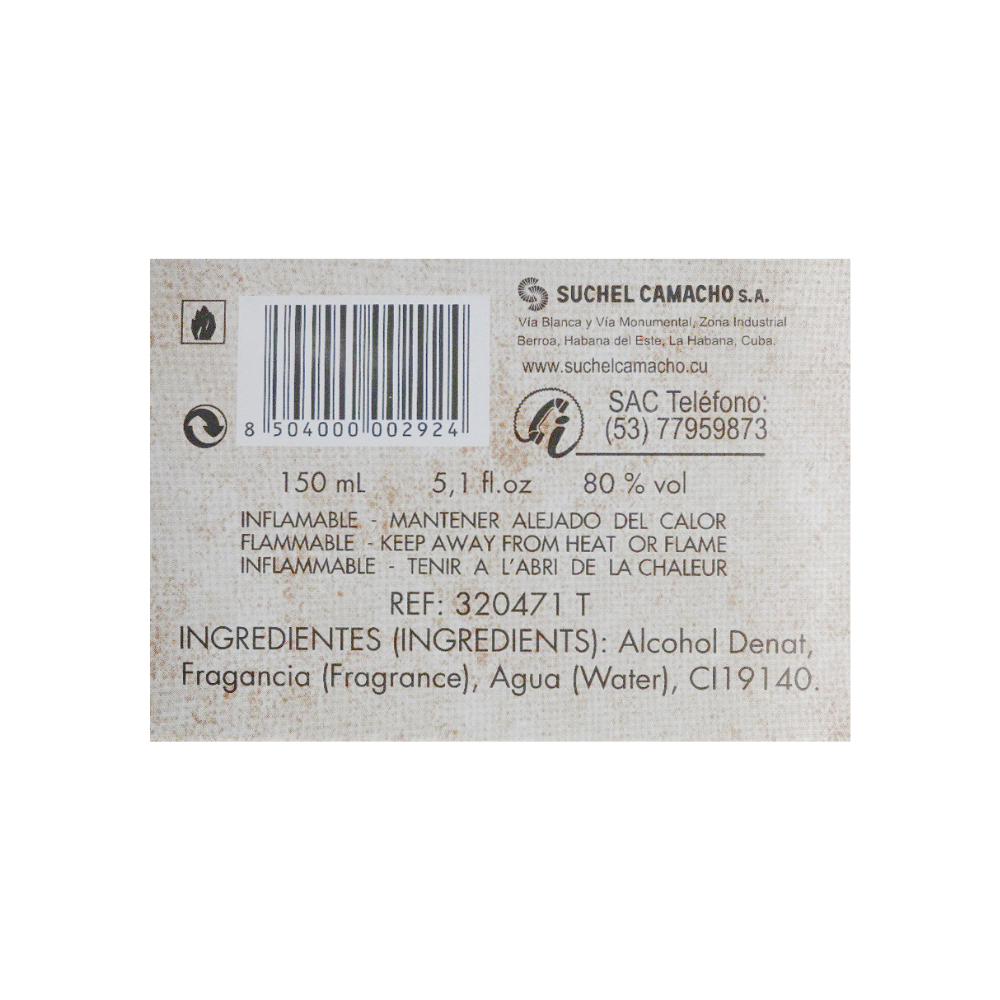 SUCHEL CAMACHO S.A.
Vía Blanca y Vía Monumental, Zona Industrial
Berroa, Habana del Este, La Habana, Cuba.
www.suchelcamacho.cu
SAC Teléfono:
(53) 77959873
8 504000 002924
150 mL 5,1 fl.oz 80 % vol
INFLAMABLE - MANTENER ALEJADO DEL CALOR
FLAMMABLE - KEEP AWAY FROM HEAT OR FLAME
INFLAMMABLE - TENIR A L'ABRI DE LA CHALEUR
REF: 320471 T
INGREDIENTES (INGREDIENTS): Alcohol Denat,
Fragancia (Fragrance), Agua (Water), CI19140.